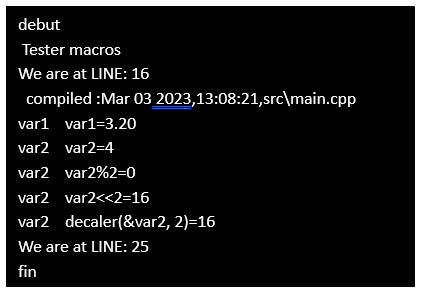 debut
Tester macros
We are at LINE: 16
compiled :Mar 03 2023,13:08:21,src\main.cpp
var1    var1=3.20
var2    var2=4
var2    var2%2=0
var2    var2<<2=16
var2    decaler(&var2, 2)=16
We are at LINE: 25
fin